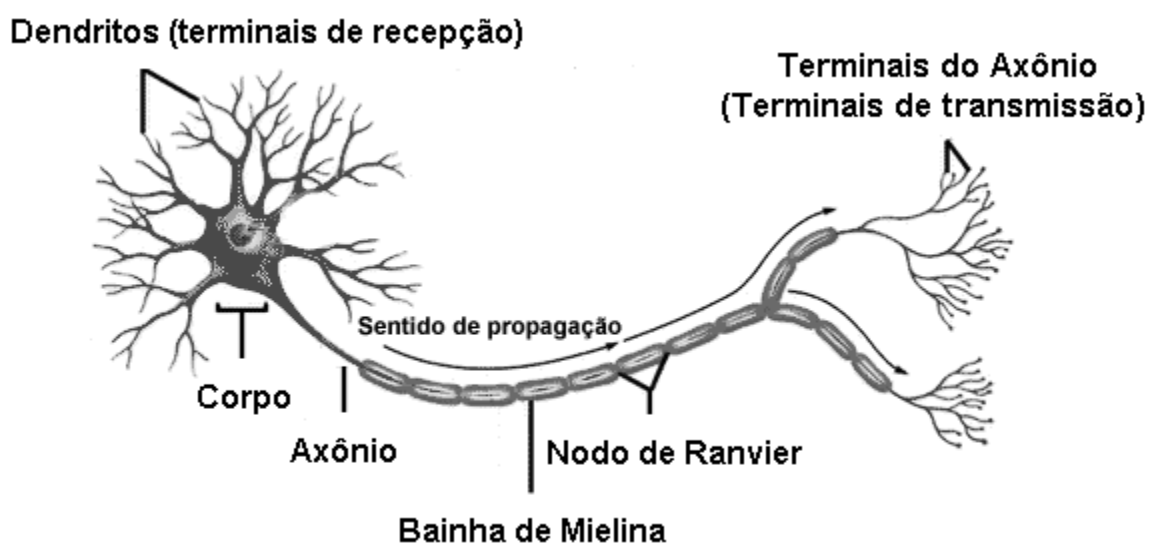 Dendritos (terminais de recepção)
Terminais do Axônio
(Terminais de transmissão)
Sentido de propagação
Corpo
Axônio
Nodo de Ranvier
Bainha de Mielina